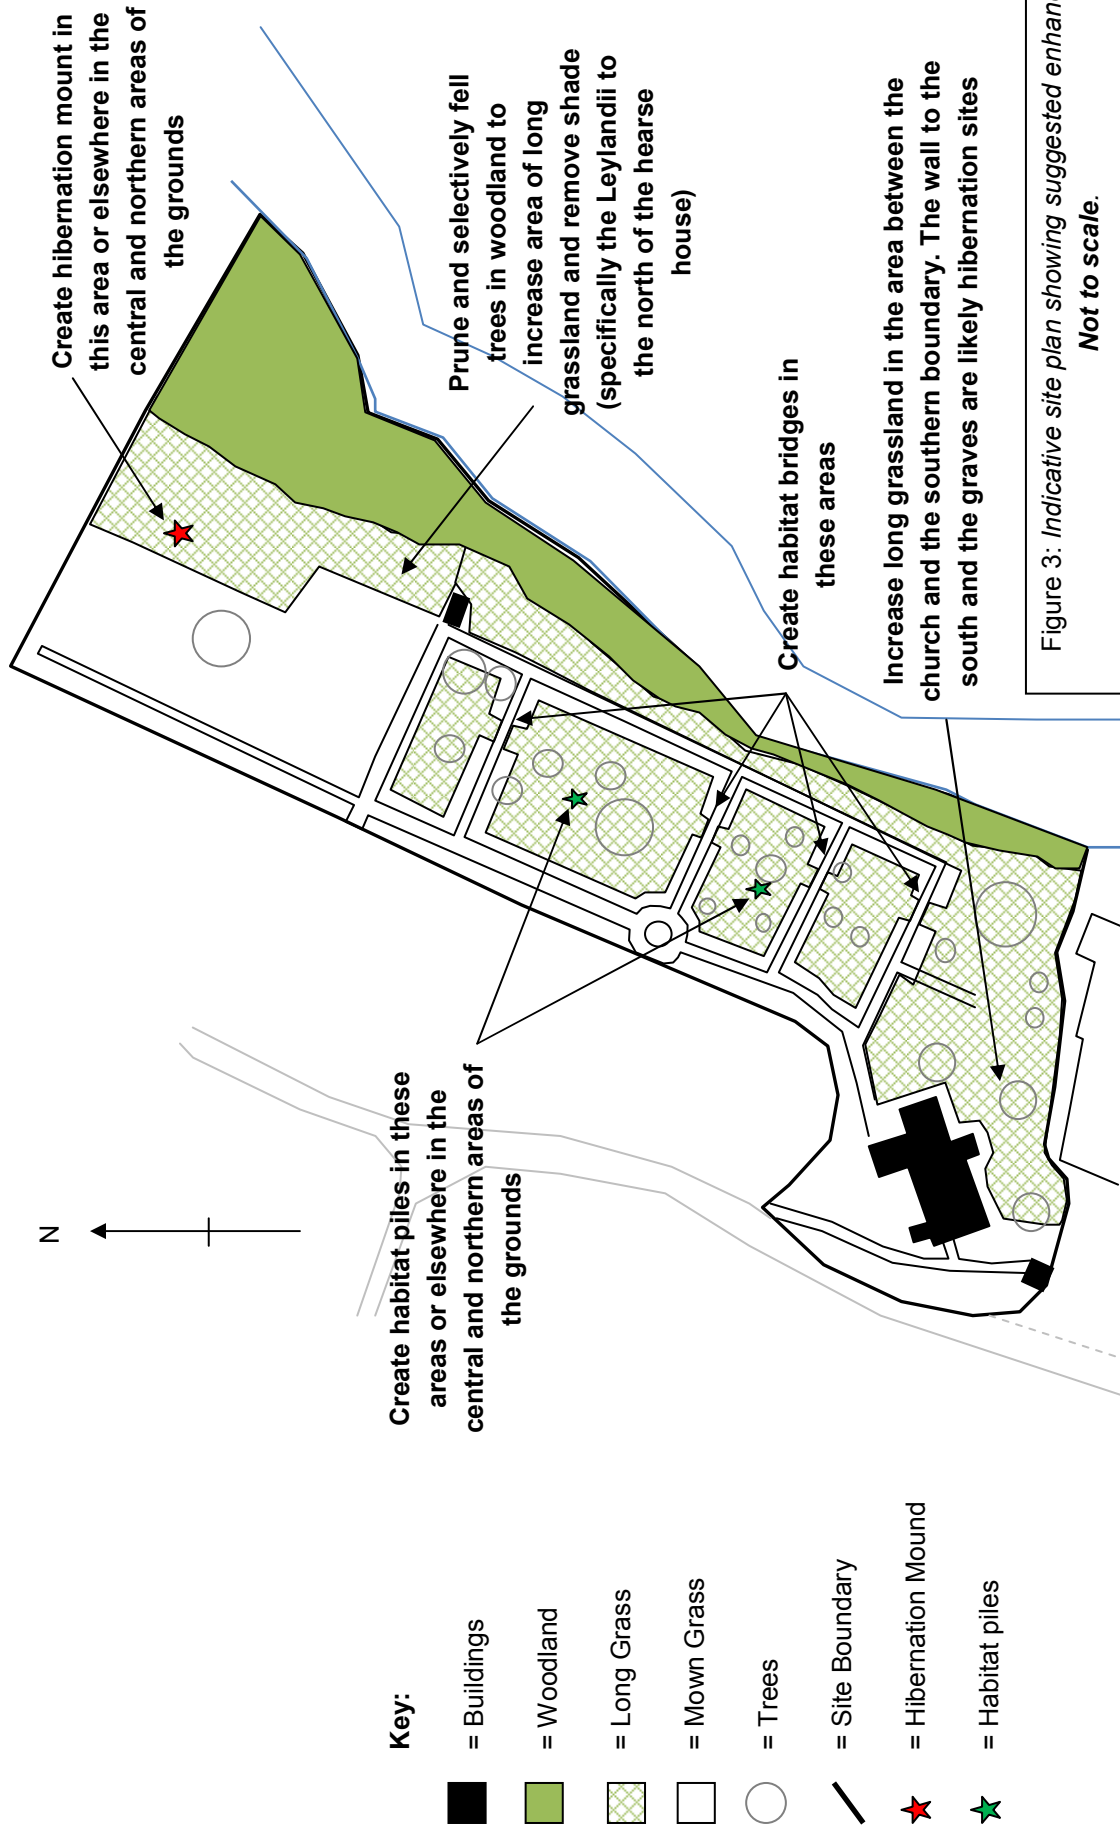 Create hibernation mount in
this area or elsewhere in the
central and northern areas of
the grounds
Prune and selectively fell
trees in woodland to
increase area of long
grassland and remove shade
(specifically the Leylandii to
the north of the hearse
house)
Create habitat bridges in
these areas
Increase long grassland in the area between the
church and the southern boundary. The wall to the
south and the graves are likely hibernation sites
N
Create habitat piles in these
areas or elsewhere in the
central and northern areas of
the grounds
Key:
= Buildings
= Woodland
= Long Grass
= Mown Grass
= Trees
= Site Boundary
= Hibernation Mound
= Habitat piles
Figure 3: Indicative site plan showing suggested
Not to scale.